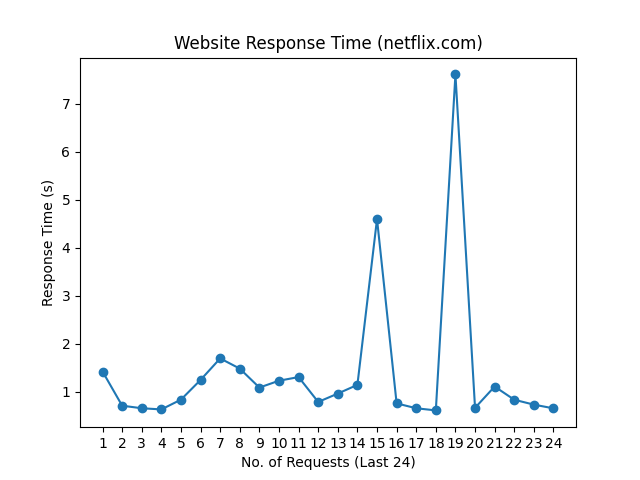 Website Response Time (netflix.com)
7
6
5
4
3
2
1
Response Time (s)
1 2 3 4 5 6 7 8 9 10 11 12 13 14 15 16 17 18 19 20 21 22 23 24
No. of Requests (Last 24)